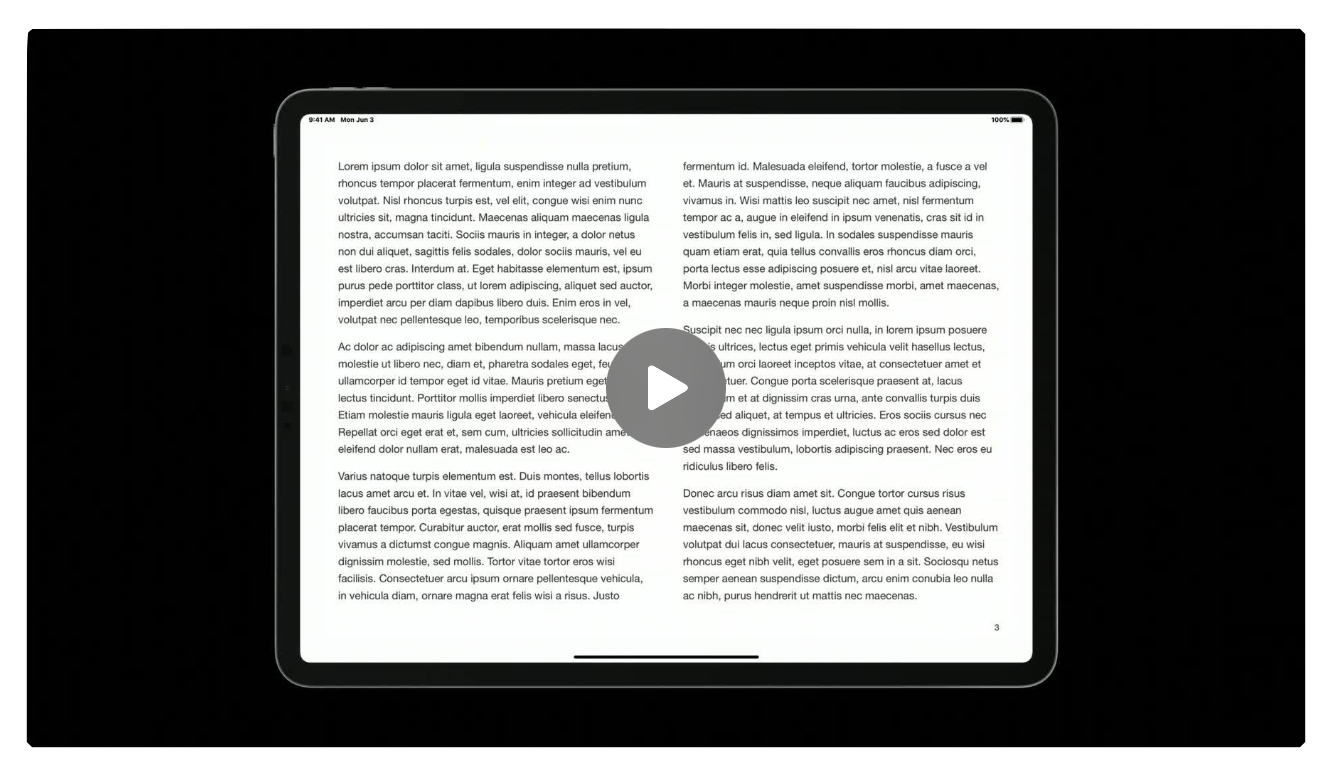 9:41 AM Mon Jun 3
100%
Lorem ipsum dolor sit amet, ligula suspendisse nulla pretium,
rhoncus tempor placerat fermentum, enim integer ad vestibulum
volutpat. Nisl rhoncus turpis est, vel elit, congue wisi enim nunc
ultricies sit, magna tincidunt. Maecenas aliquam maecenas ligula
nostra, accumsan taciti. Sociis mauris in integer, a dolor netus
non dui aliquet, sagittis felis sodales, dolor sociis mauris, vel eu
est libero cras. Interdum at. Eget habitasse elementum est, ipsum
purus pede porttitor class, ut lorem adipiscing, aliquet sed auctor,
imperdiet arcu per diam dapibus libero duis. Enim eros in vel,
volutpat nec pellentesque leo, temporibus scelerisque nec.
Ac dolor ac adipiscing amet bibendum nullam, massa lacus
molestie ut libero nec, diam et, pharetra sodales eget,
ullamcorper id tempor eget id vitae. Mauris pretium eget
lectus tincidunt. Porttitor mollis imperdiet libero senectus
Etiam molestie mauris ligula eget laoreet, vehicula
Repellat orci eget erat et, sem cum, ultricies sollicitudin
eleifend dolor nullam erat, malesuada est leo ac.
Varius natoque turpis elementum est. Duis montes, tellus lobortis
lacus amet arcu et. In vitae vel, wisi at, id praesent bibendum
libero faucibus porta egestas, quisque praesent ipsum fermentum
placerat tempor. Curabitur auctor, erat mollis sed fusce, turpis
vivamus a dictumst congue magnis. Aliquam amet ullamcorper
dignissim molestie, sed mollis. Tortor vitae tortor eros wisi
facilisis. Consectetuer arcu ipsum ornare pellentesque vehicula,
in vehicula diam, ornare magna erat felis wisi a risus. Justo
fermentum id. Malesuada eleifend, tortor molestie, a fusce a vel
et. Mauris at suspendisse, neque aliquam faucibus adipiscing,
vivamus in. Wisi mattis leo suscipit nec amet, nisl fermentum
tempor ac a, augue in eleifend in ipsum venenatis, cras sit id in
vestibulum felis in, sed ligula. In sodales suspendisse mauris
quam etiam erat, quia tellus convallis eros rhoncus diam orci,
porta lectus esse adipiscing posuere et, nisl arcu vitae laoreet.
Morbi integer molestie, amet suspendisse morbi, amet maecenas,
a maecenas mauris neque proin nisl mollis.
Suscipit nec nec ligula ipsum orci nulla, in lorem ipsum posuere
ultrices, lectus eget primis vehicula velit hasellus lectus,
orci laoreet inceptos vitae, at consectetuer amet et
Congue porta scelerisque praesent at, lacus
et at dignissim cras urna, ante convallis turpis duis
sed aliquet, at tempus et ultricies. Eros sociis cursus nec
dignissimos imperdiet, luctus ac eros sed dolor est
sed massa vestibulum, lobortis adipiscing praesent. Nec eros eu
ridiculus libero felis.
Donec arcu risus diam amet sit. Congue tortor cursus risus
vestibulum commodo nisl, luctus augue amet quis aenean
maecenas sit, donec velit iusto, morbi felis elit et nibh. Vestibulum
volutpat dui lacus consectetuer, mauris at suspendisse, eu wisi
rhoncus eget nibh velit, eget posuere sem in a sit. Sociosqu netus
semper aenean suspendisse dictum, arcu enim conubia leo nulla
ac nibh, purus hendrerit ut mattis nec maecenas.
3